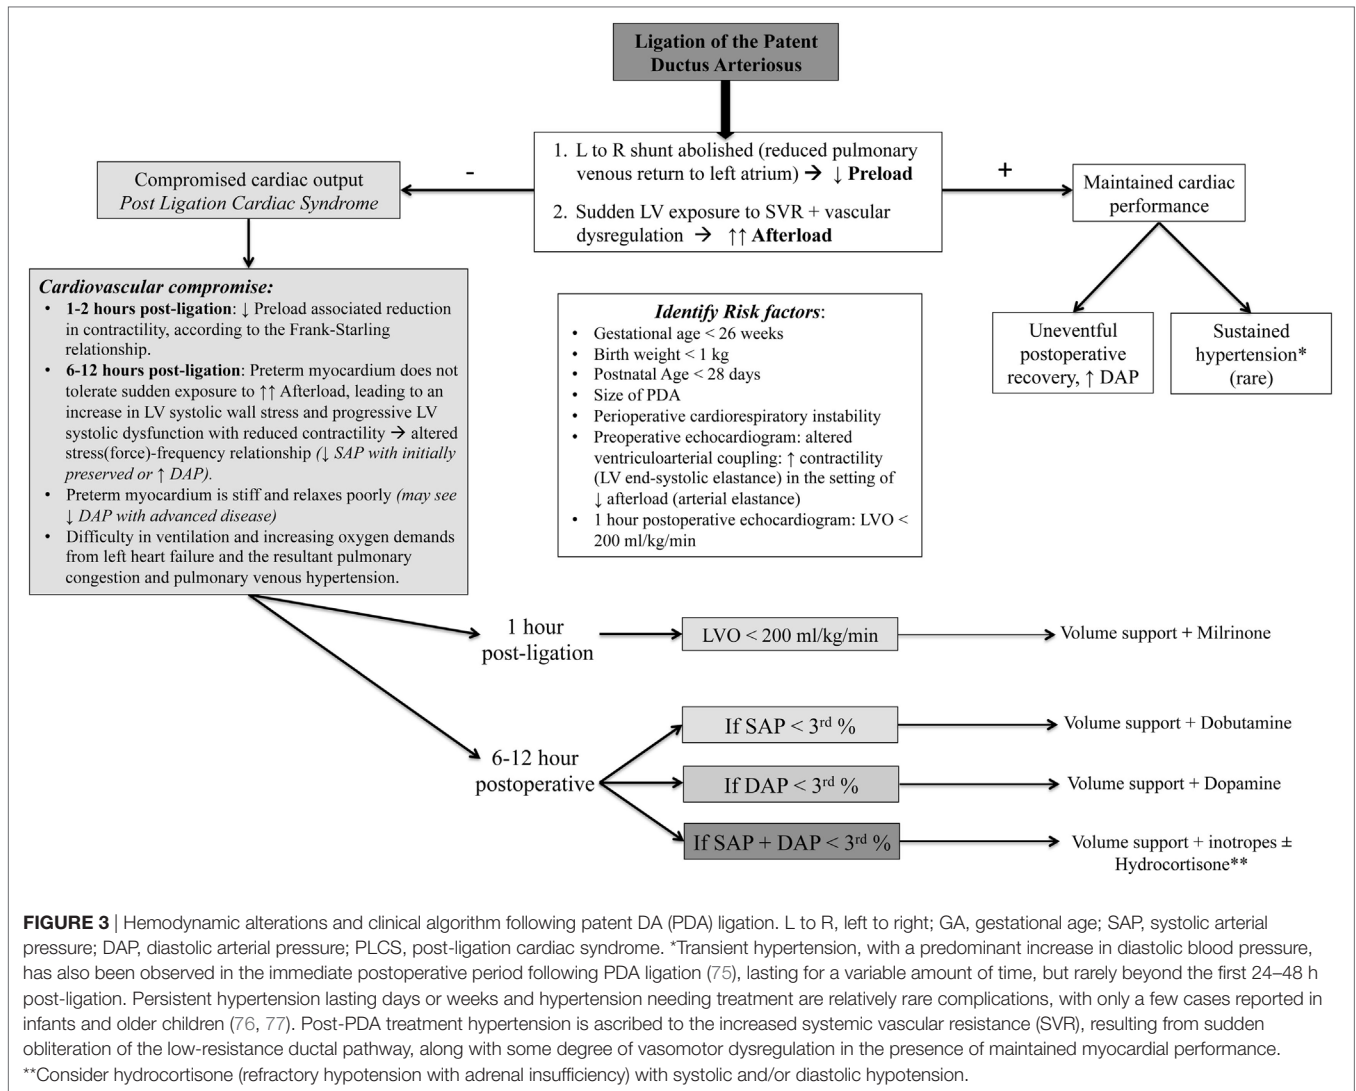 Ligation of the Patent
Ductus Arteriosus
1. L to R shunt abolished (reduced pulmonary
venous return to left atrium) → ↓ Preload
2. Sudden LV exposure to SVR + vascular
dysregulation → ↑↑ Afterload
-
+
Compromised cardiac output
Post Ligation Cardiac Syndrome
Maintained cardiac
performance
Cardiovascular compromise:
• 1-2 hours post-ligation: ↓ Preload associated reduction
in contractility, according to the Frank-Starling
relationship.
• 6-12 hours post-ligation: Preterm myocardium does not
tolerate sudden exposure to ↑↑ Afterload, leading to an
increase in LV systolic wall stress and progressive LV
systolic dysfunction with reduced contractility → altered
stress(force)-frequency relationship (↓ SAP with initially
preserved or ↑ DAP).
• Preterm myocardium is stiff and relaxes poorly (may see
↓ DAP with advanced disease)
• Difficulty in ventilation and increasing oxygen demands
from left heart failure and the resultant pulmonary
congestion and pulmonary venous hypertension.
Identify Risk factors:
• Gestational age < 26 weeks
• Birth weight < 1 kg
• Postnatal Age < 28 days
• Size of PDA
• Perioperative cardiorespiratory instability
• Preoperative echocardiogram: altered
ventriculoarterial coupling: ↑ contractility
(LV end-systolic elastance) in the setting of
↓ afterload (arterial elastance)
• 1 hour postoperative echocardiogram: LVO <
200 ml/kg/min
Uneventful
postoperative
recovery, ↑ DAP
Sustained
hypertension*
(rare)
1 hour
post-ligation
LVO < 200 ml/kg/min
Volume support + Milrinone
6-12 hour
postoperative
If SAP < 3rd %
Volume support + Dobutamine
If DAP < 3rd %
Volume support + Dopamine
If SAP + DAP < 3rd %
Volume support + inotropes ±
Hydrocortisone**
FIGURE 3 | Hemodynamic alterations and clinical algorithm following patent DA (PDA) ligation. L to R, left to right; GA, gestational age; SAP, systolic arterial
pressure; DAP, diastolic arterial pressure; PLCS, post-ligation cardiac syndrome. *Transient hypertension, with a predominant increase in diastolic blood pressure,
has also been observed in the immediate postoperative period following PDA ligation (75), lasting for a variable amount of time, but rarely beyond the first 24–48 h
post-ligation. Persistent hypertension lasting days or weeks and hypertension needing treatment are relatively rare complications, with only a few cases reported in
infants and older children (76, 77). Post-PDA treatment hypertension is ascribed to the increased systemic vascular resistance (SVR), resulting from sudden
obliteration of the low-resistance ductal pathway, along with some degree of vasomotor dysregulation in the presence of maintained myocardial performance.
**Consider hydrocortisone (refractory hypotension with adrenal insufficiency) with systolic and/or diastolic hypotension.